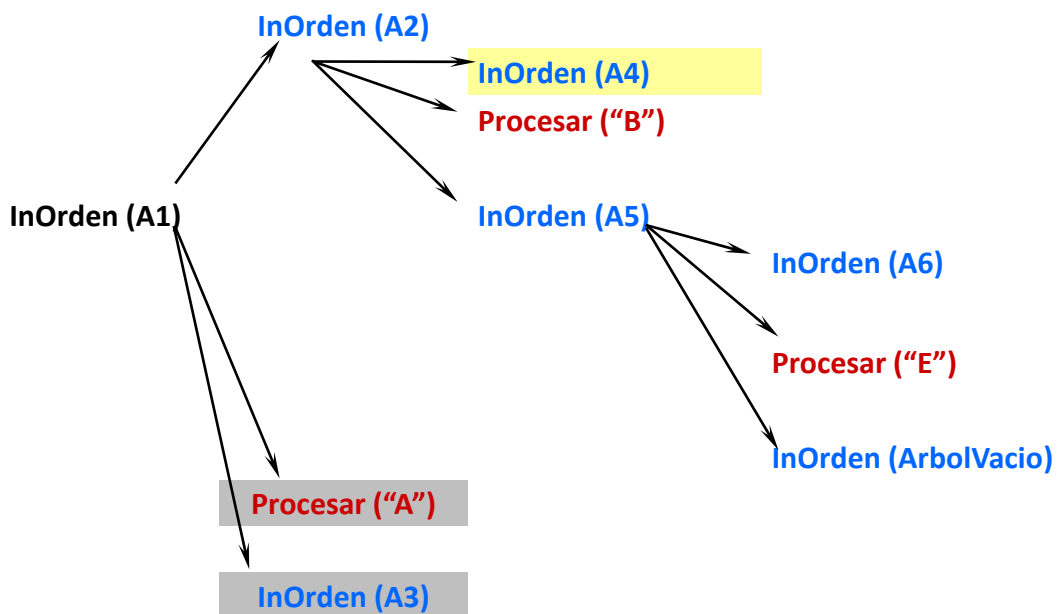 InOrden (A2)
InOrden (A4)
Procesar (“B”)
InOrden (A1)
InOrden (A5)
InOrden (A6)
Procesar (“E”)
InOrden (ArbolVacio)
Procesar (“A”)
InOrden (A3)